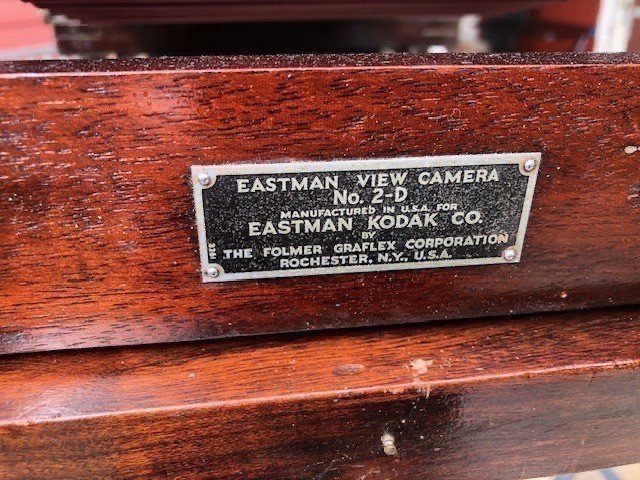 EASTMAN VIEW CAMERA
No. 2-D
MANUFACTURED IN U.S.A. FOR
EASTMAN KODAK CO.
BY
THE FOLMER GRAFLEX CORPORATION
ROCHESTER, N.Y., U.S.A.